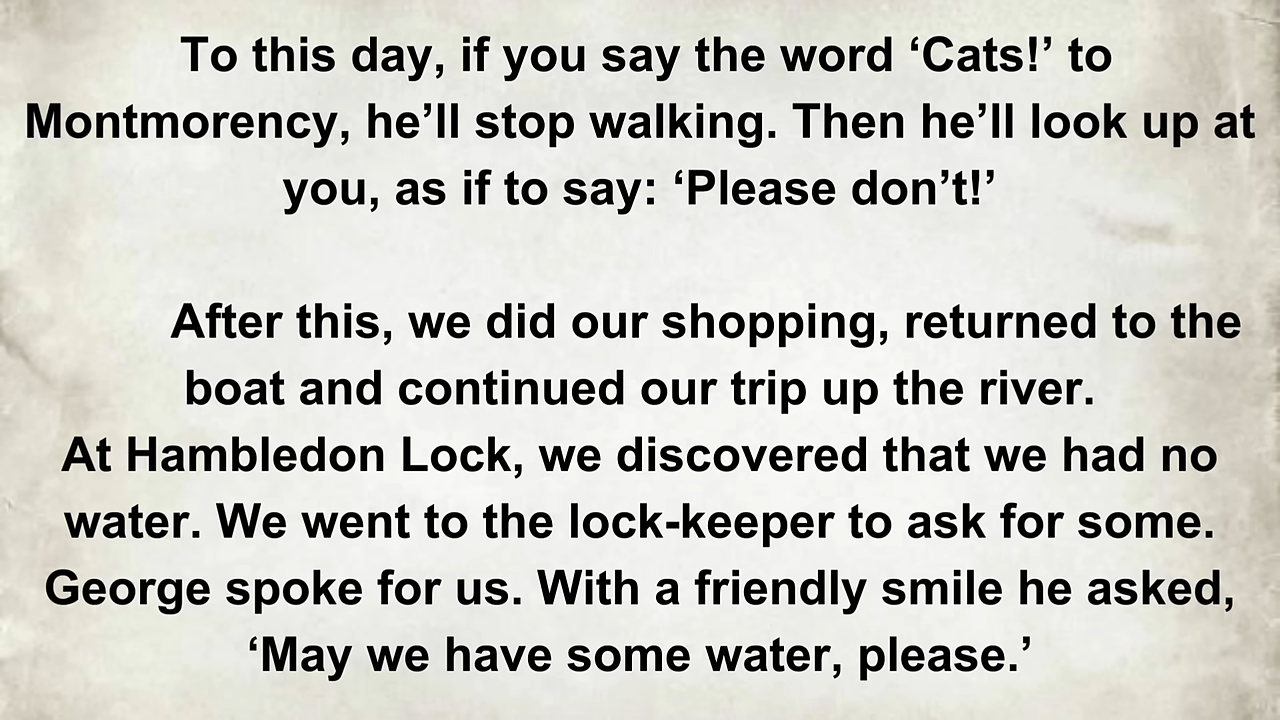 To this day, if you say the word ‘Cats!’ to
Montmorency, he’ll stop walking. Then he’ll look up at
you, as if to say: ‘Please don’t!’
After this, we did our shopping, returned to the
boat and continued our trip up the river.
At Hambledon Lock, we discovered that we had no
water. We went to the lock-keeper to ask for some.
George spoke for us. With a friendly smile he asked,
‘May we have some water, please.’